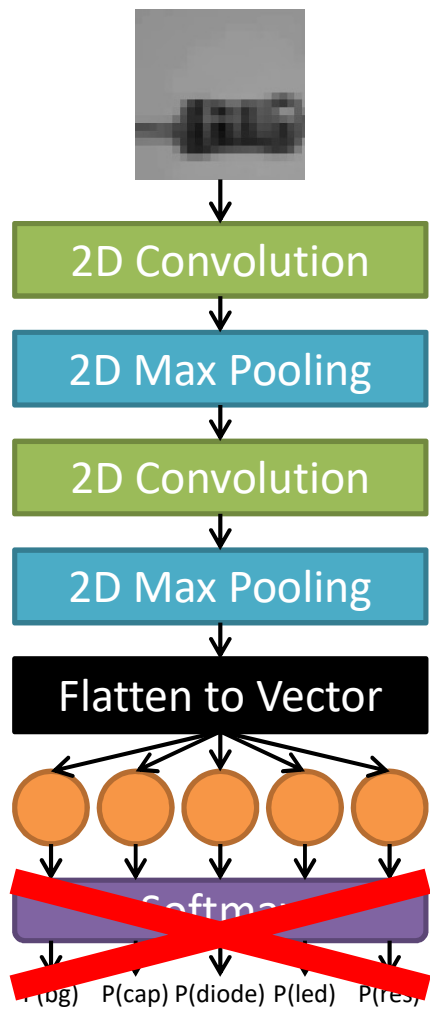 2D Convolution
2D Max Pooling
2D Convolution
2D Max Pooling
Flatten to Vector
P(cap) P(diode) P(led)